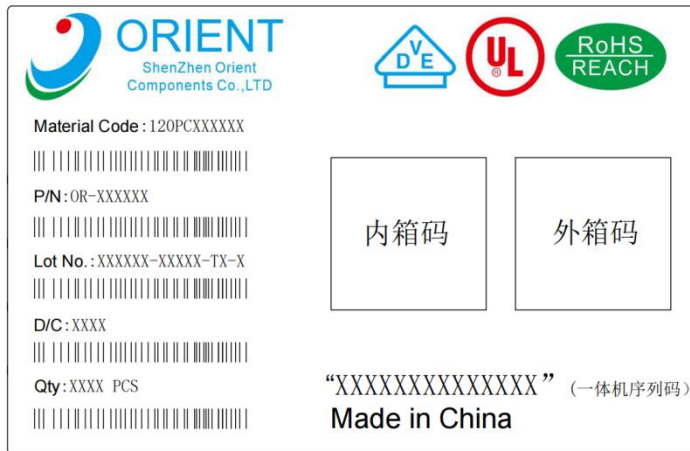 ORIENT
ShenZhen Orient
Components Co.,LTD
VDE
UL
®
RoHS
REACH
Material Code:120PCXXXXXX
P/N:OR-XXXXXX
Lot No.:XXXXXX-XXXXX-TX-X
D/C:XXXX
Qty:XXXX PCS
内箱码
外箱码
“XXXXXXXXXXXXXX”(一体机序列码)
Made in China